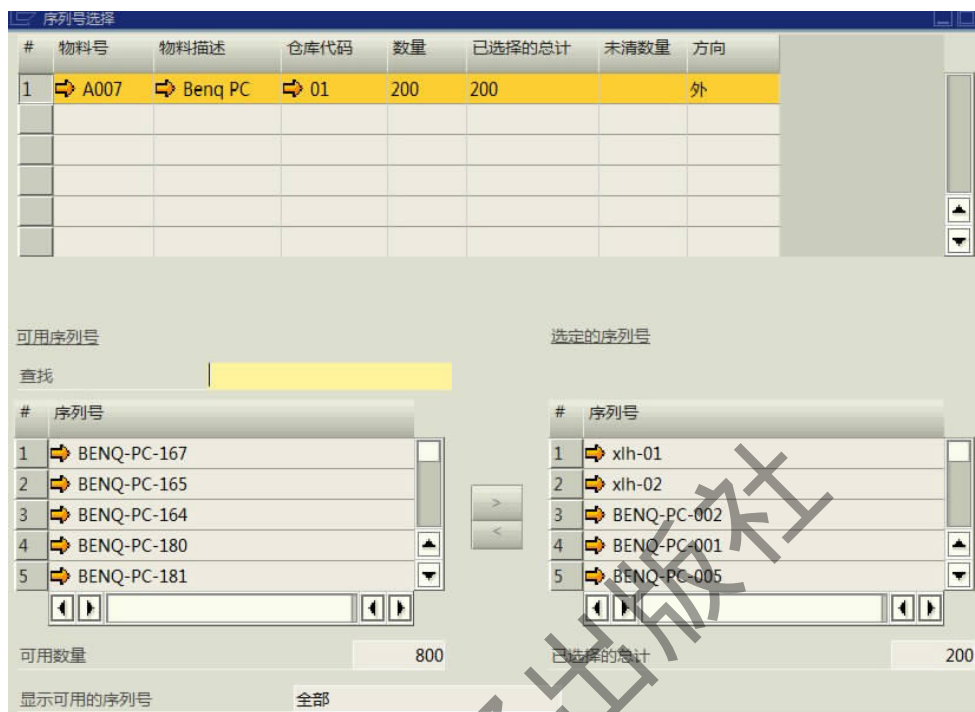 序列号选择
# 物料号 物料描述 仓库代码 数量 已选择的总计 未清数量 方向
1 A007 Benq PC 01 200 200 外
可用序列号 选定的序列号
查找
# 序列号 # 序列号
1 BENQ-PC-167 1 xlh-01
2 BENQ-PC-165 2 xlh-02
3 BENQ-PC-164 > 3 BENQ-PC-002
4 BENQ-PC-180 < 4 BENQ-PC-001
5 BENQ-PC-181 5 BENQ-PC-005
可用数量 800 已选择的总计 200
显示可用的序列号 全部
出版社